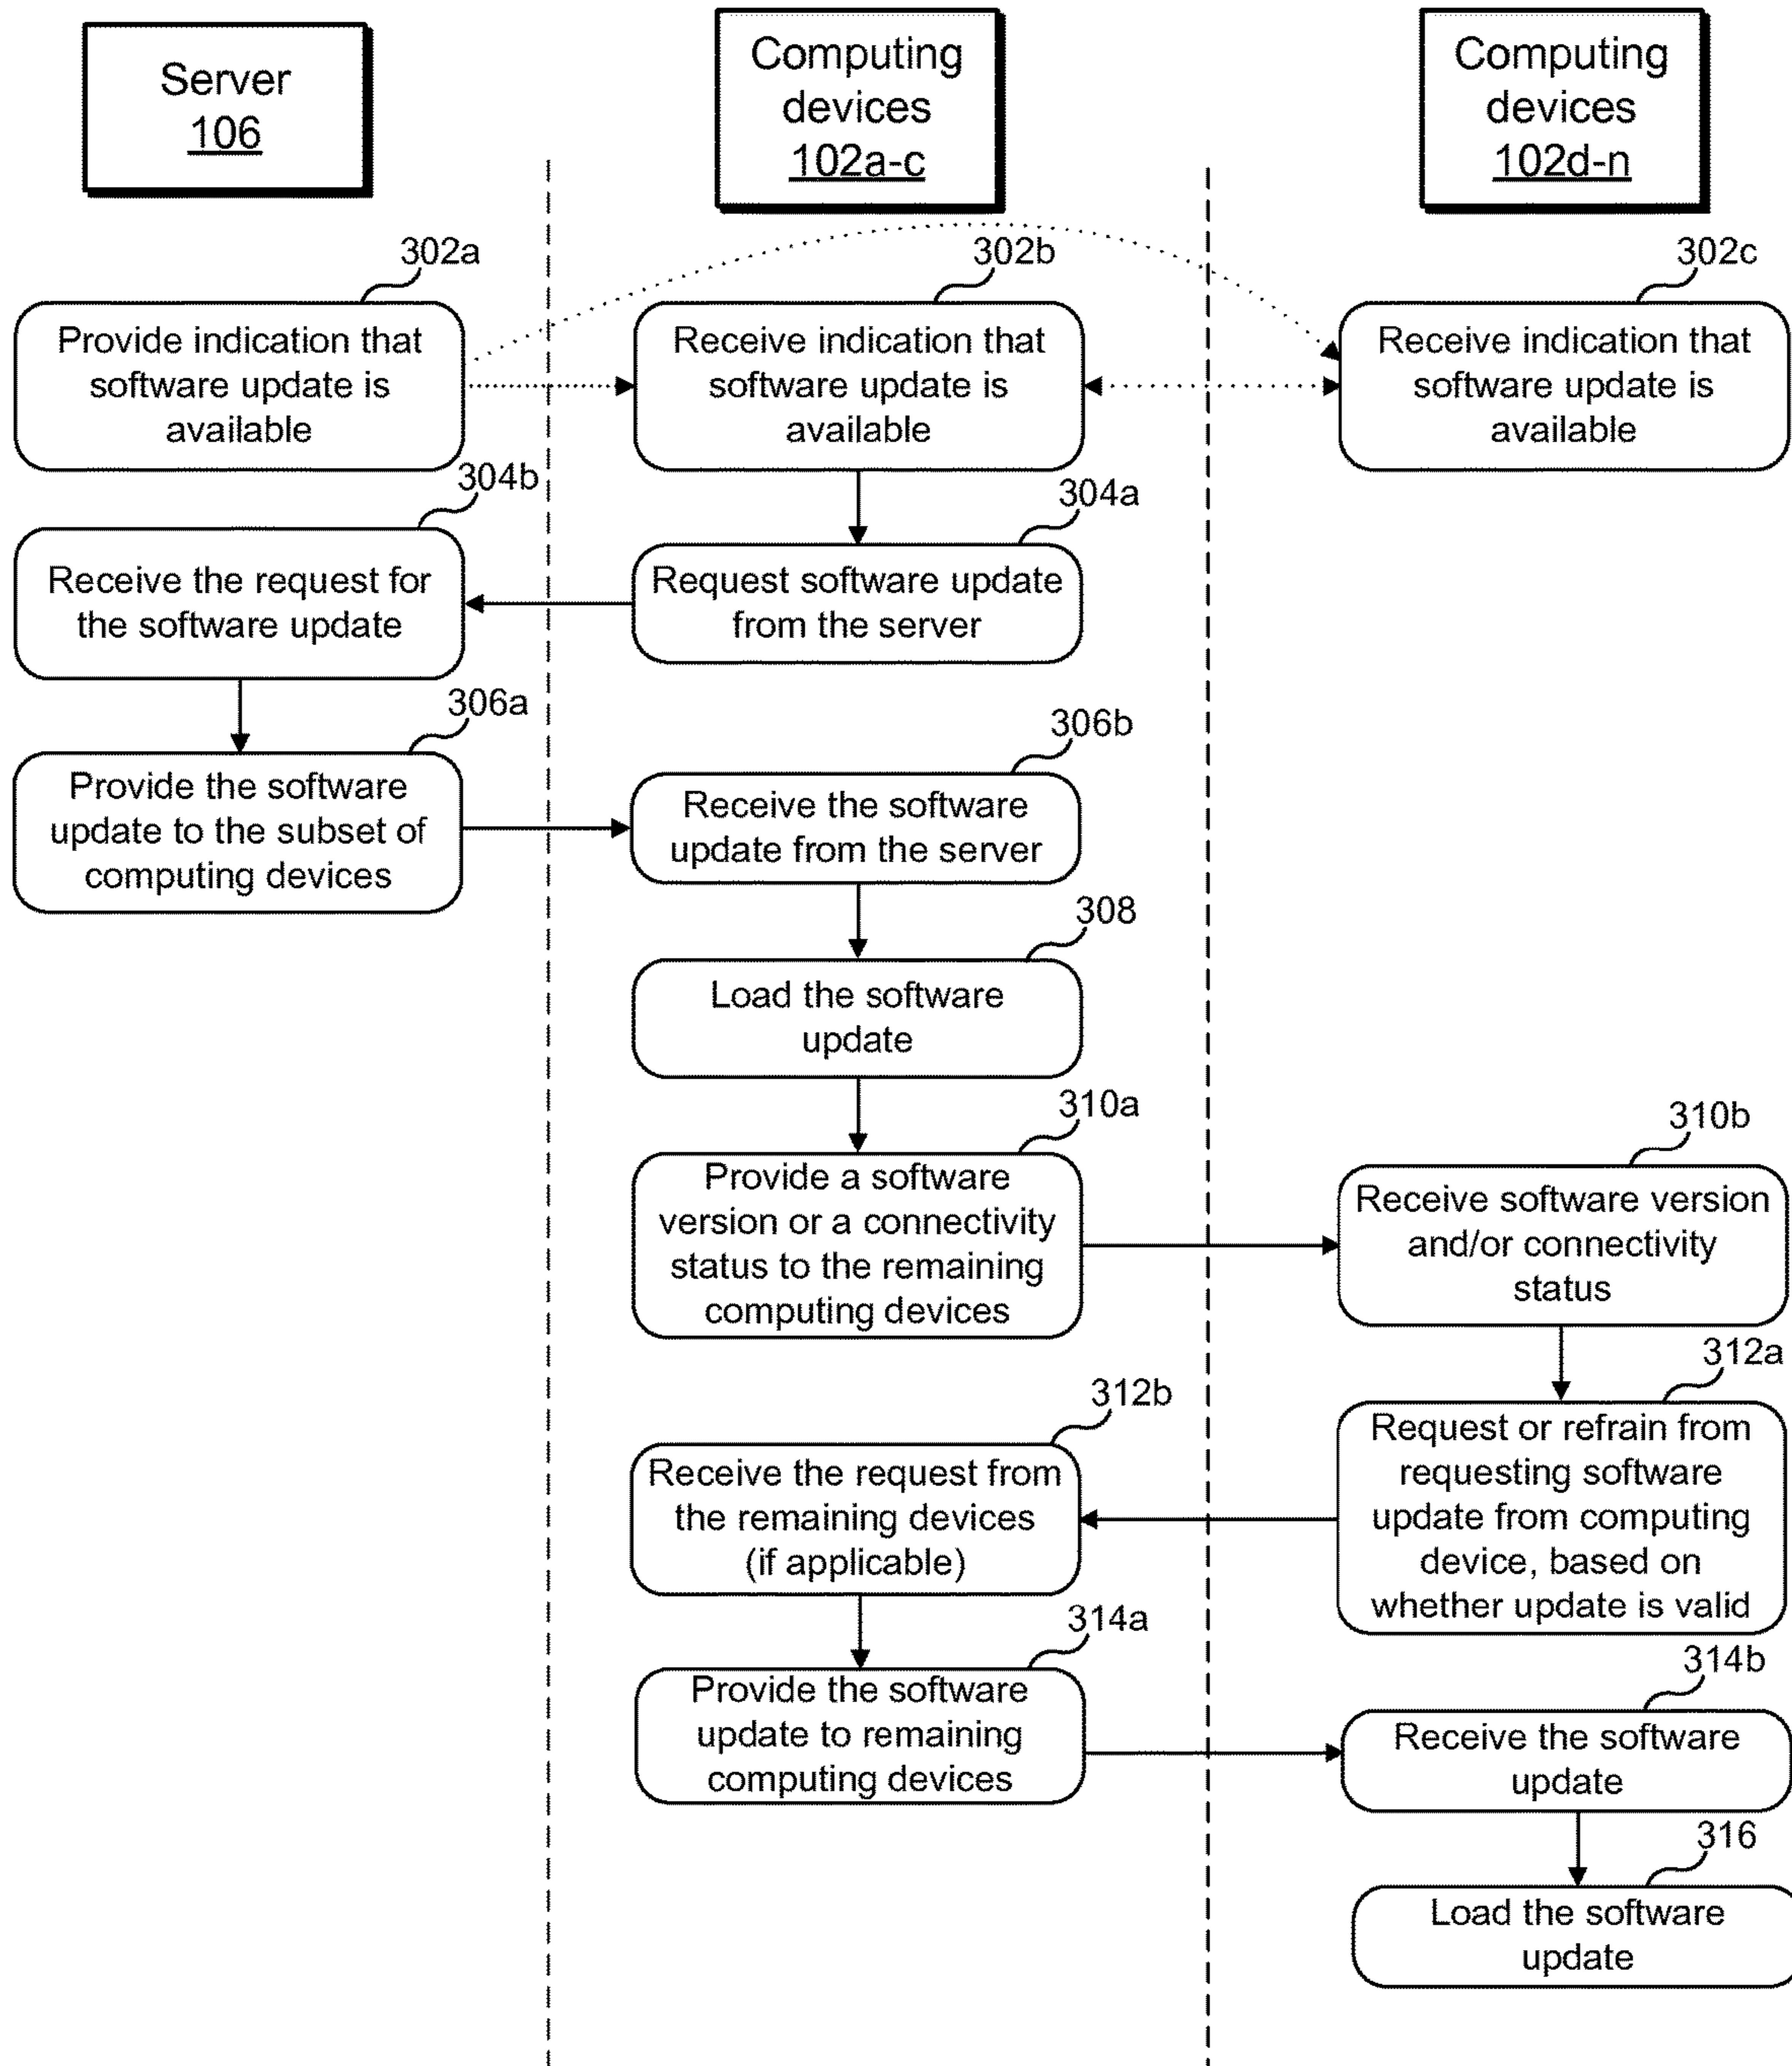 Server
106
Computing
devices
102a-c
Computing
devices
102d-n
302a
Provide indication that
software update is
available
302b
Receive indication that
software update is
available
302c
Receive indication that
software update is
available
304b
Receive the request for
the software update
304a
Request software update
from the server
306a
Provide the software
update to the subset of
computing devices
306b
Receive the software
update from the server
308
Load the software
update
310a
Provide a software
version or a connectivity
status to the remaining
computing devices
310b
Receive software version
and/or connectivity
status
312a
Request or refrain from
requesting software
update from computing
device, based on
whether update is valid
312b
Receive the request from
the remaining devices
(if applicable)
314a
Provide the software
update to remaining
computing devices
314b
Receive the software
update
316
Load the software
update